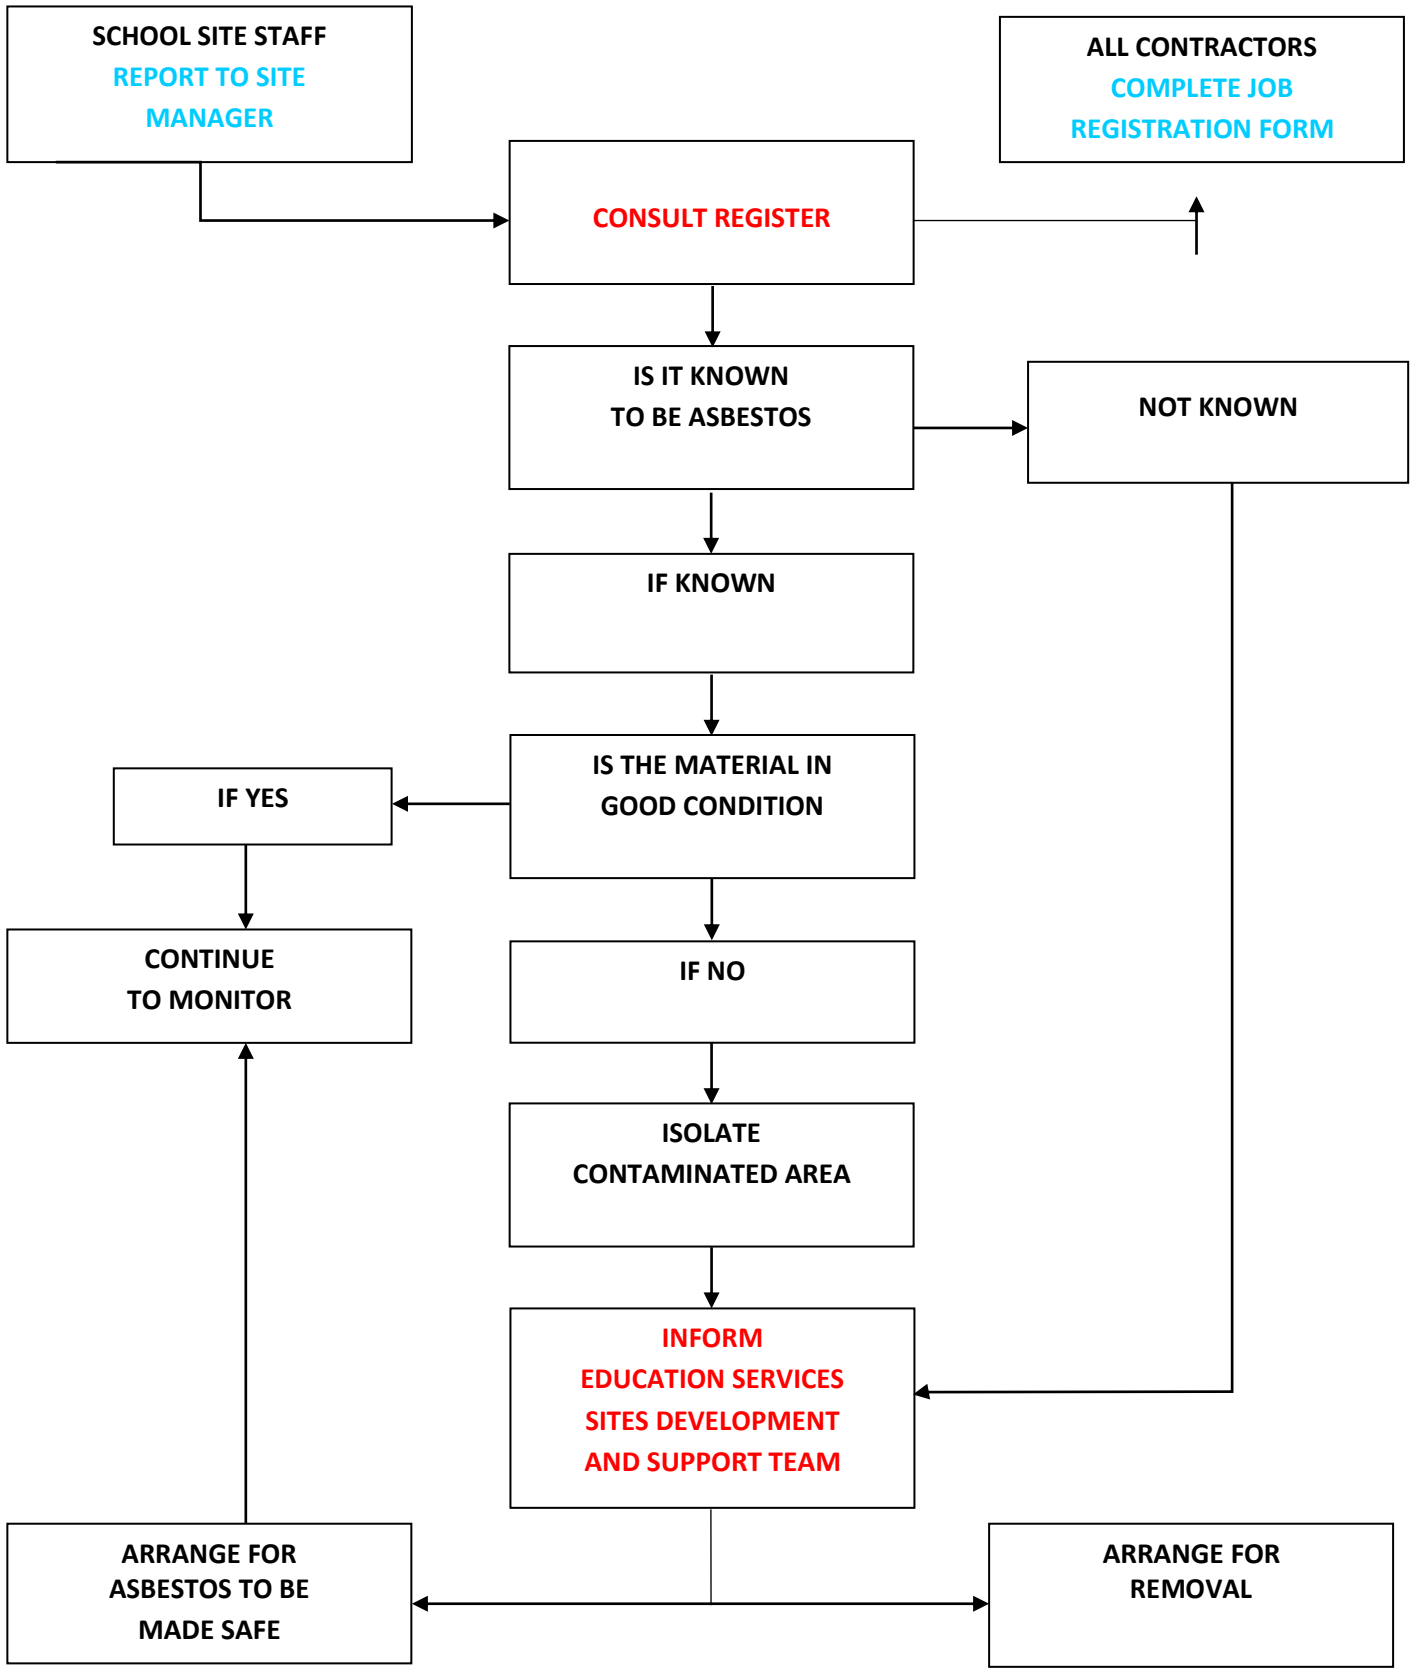 SCHOOL SITE STAFF
REPORT TO SITE
MANAGER
ALL CONTRACTORS
COMPLETE JOB
REGISTRATION FORM
CONSULT REGISTER
IS IT KNOWN
TO BE ASBESTOS
NOT KNOWN
IF KNOWN
IS THE MATERIAL IN
GOOD CONDITION
IF YES
CONTINUE
TO MONITOR
IF NO
ISOLATE
CONTAMINATED AREA
INFORM
EDUCATION SERVICES
SITES DEVELOPMENT
AND SUPPORT TEAM
ARRANGE FOR
ASBESTOS TO BE
MADE SAFE
ARRANGE FOR
REMOVAL